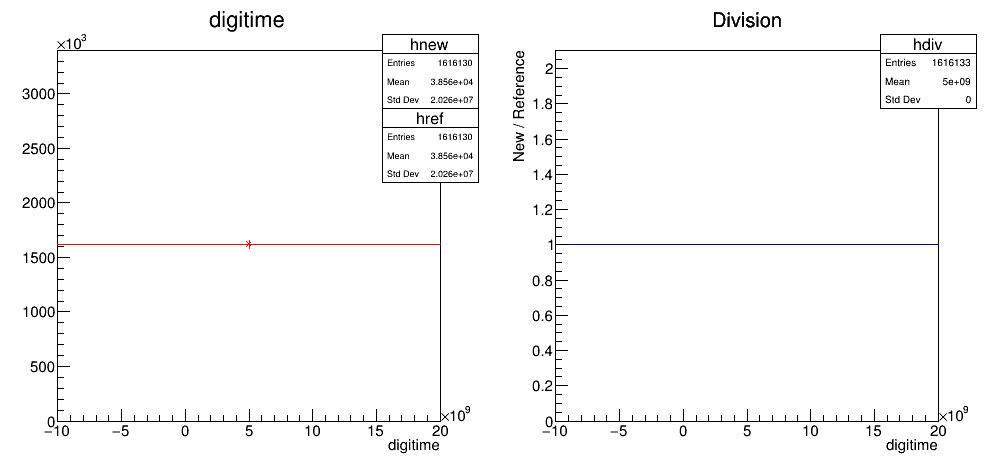 digitime
×10³
hnew
Entries 1616130
Mean 3.856e+04
Std Dev 2.026e+07
href
Entries 1616130
Mean 3.856e+04
Std Dev 2.026e+07
3000
2500
2000
1500
1000
500
0
−10 −5 0 5 10 15 20
×10⁹
digitime
Division
hdiv
Entries 1616133
Mean 5e+09
Std Dev 0
New / Reference
2
1.8
1.6
1.4
1.2
1
0.8
0.6
0.4
0.2
0
−10 −5 0 5 10 15 20
×10⁹
digitime